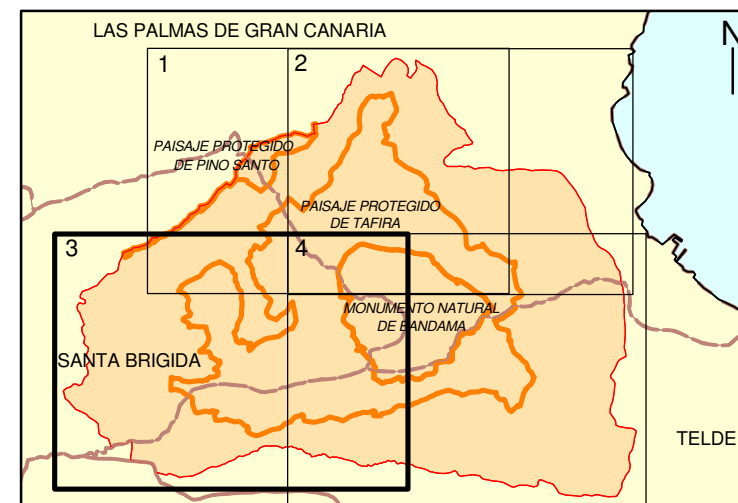 LAS PALMAS DE GRAN CANARIA
N
1
2
PAISAJE PROTEGIDO
DE PINO SANTO
PAISAJE PROTEGIDO
DE TAFIRA
3
4
MONUMENTO NATURAL
DE BANDAMA
SANTA BRIGIDA
TELDE